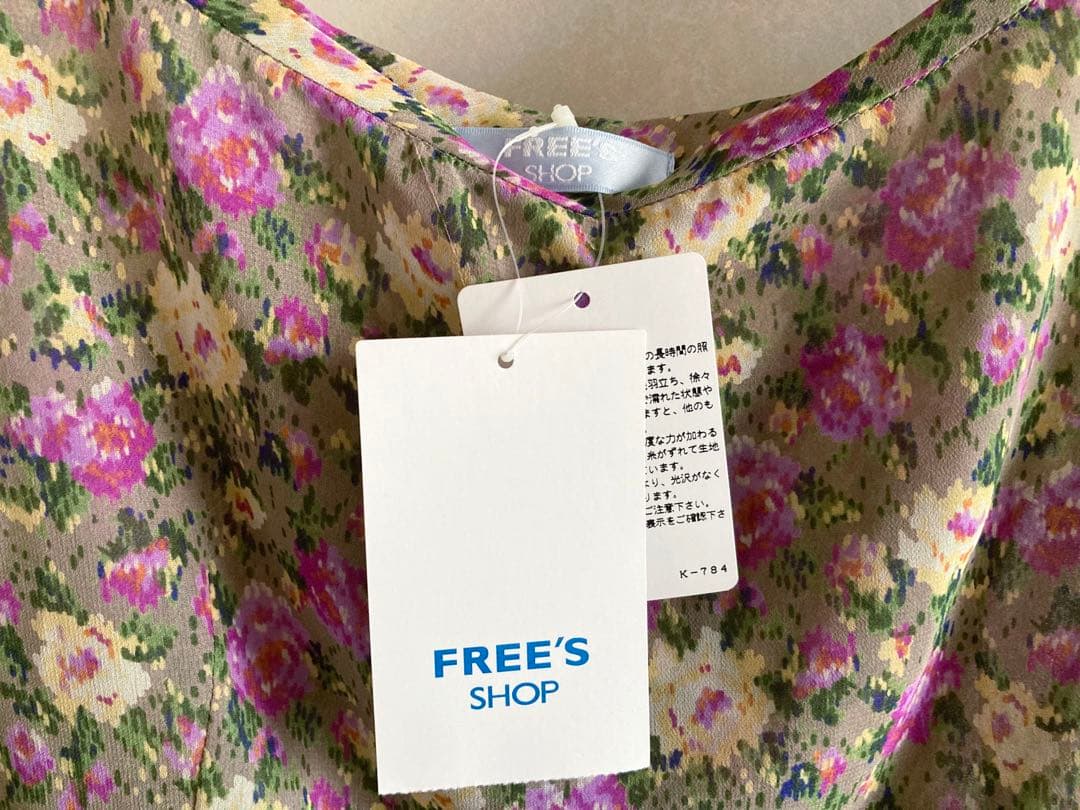 FREE'S
SHOP
の長時間の照
ます。
羽立ち、徐々
濡れた状態や
ますと、他のも
度な力が加わる
糸がずれて生地
います。
より、光沢がなく
ります。
ご注意下さい。
表示をご確認下さ
K-784
FREE'S
SHOP